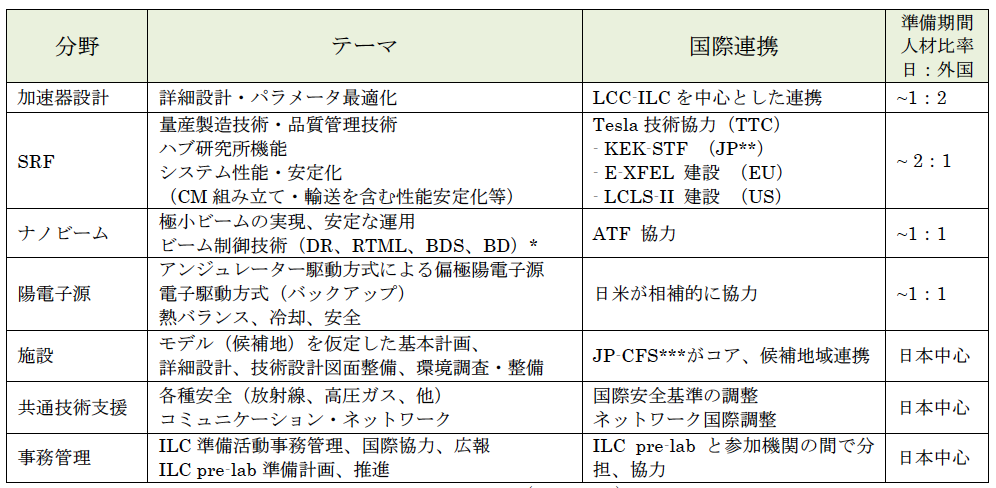 分野 テーマ 国際連携 準備期間
人材比率
日：外国
加速器設計 詳細設計・パラメータ最適化 LCC-ILC を中心とした連携 ~1：2
SRF
量産製造技術・品質管理技術
ハブ研究所機能
システム性能・安定化
（CM 組み立て・輸送を含む性能安定化等）
Tesla 技術協力（TTC）
- KEK-STF （JP**）
- E-XFEL 建設 （EU）
- LCLS-II 建設 （US）
~ 2：1
ナノビーム
極小ビームの実現、安定な運用
ビーム制御技術（DR、RTML、BDS、BD）*
ATF 協力
~1：1
陽電子源
アンジュレーター駆動方式による偏極陽電子源
電子駆動方式（バックアップ）
熱バランス、冷却、安全
日米が相補的に協力
~1：1
施設
モデル（候補地）を仮定した基本計画、
詳細設計、技術設計図面整備、環境調査・整備
JP-CFS***がコア、候補地域連携
日本中心
共通技術支援
各種安全（放射線、高圧ガス、他）
コミュニケーション・ネットワーク
国際安全基準の調整
ネットワーク国際調整
日本中心
事務管理
ILC 準備活動事務管理、国際協力、広報
ILC pre-lab 準備計画、推進
ILC pre-lab と参加機関の間で分
担、協力
日本中心